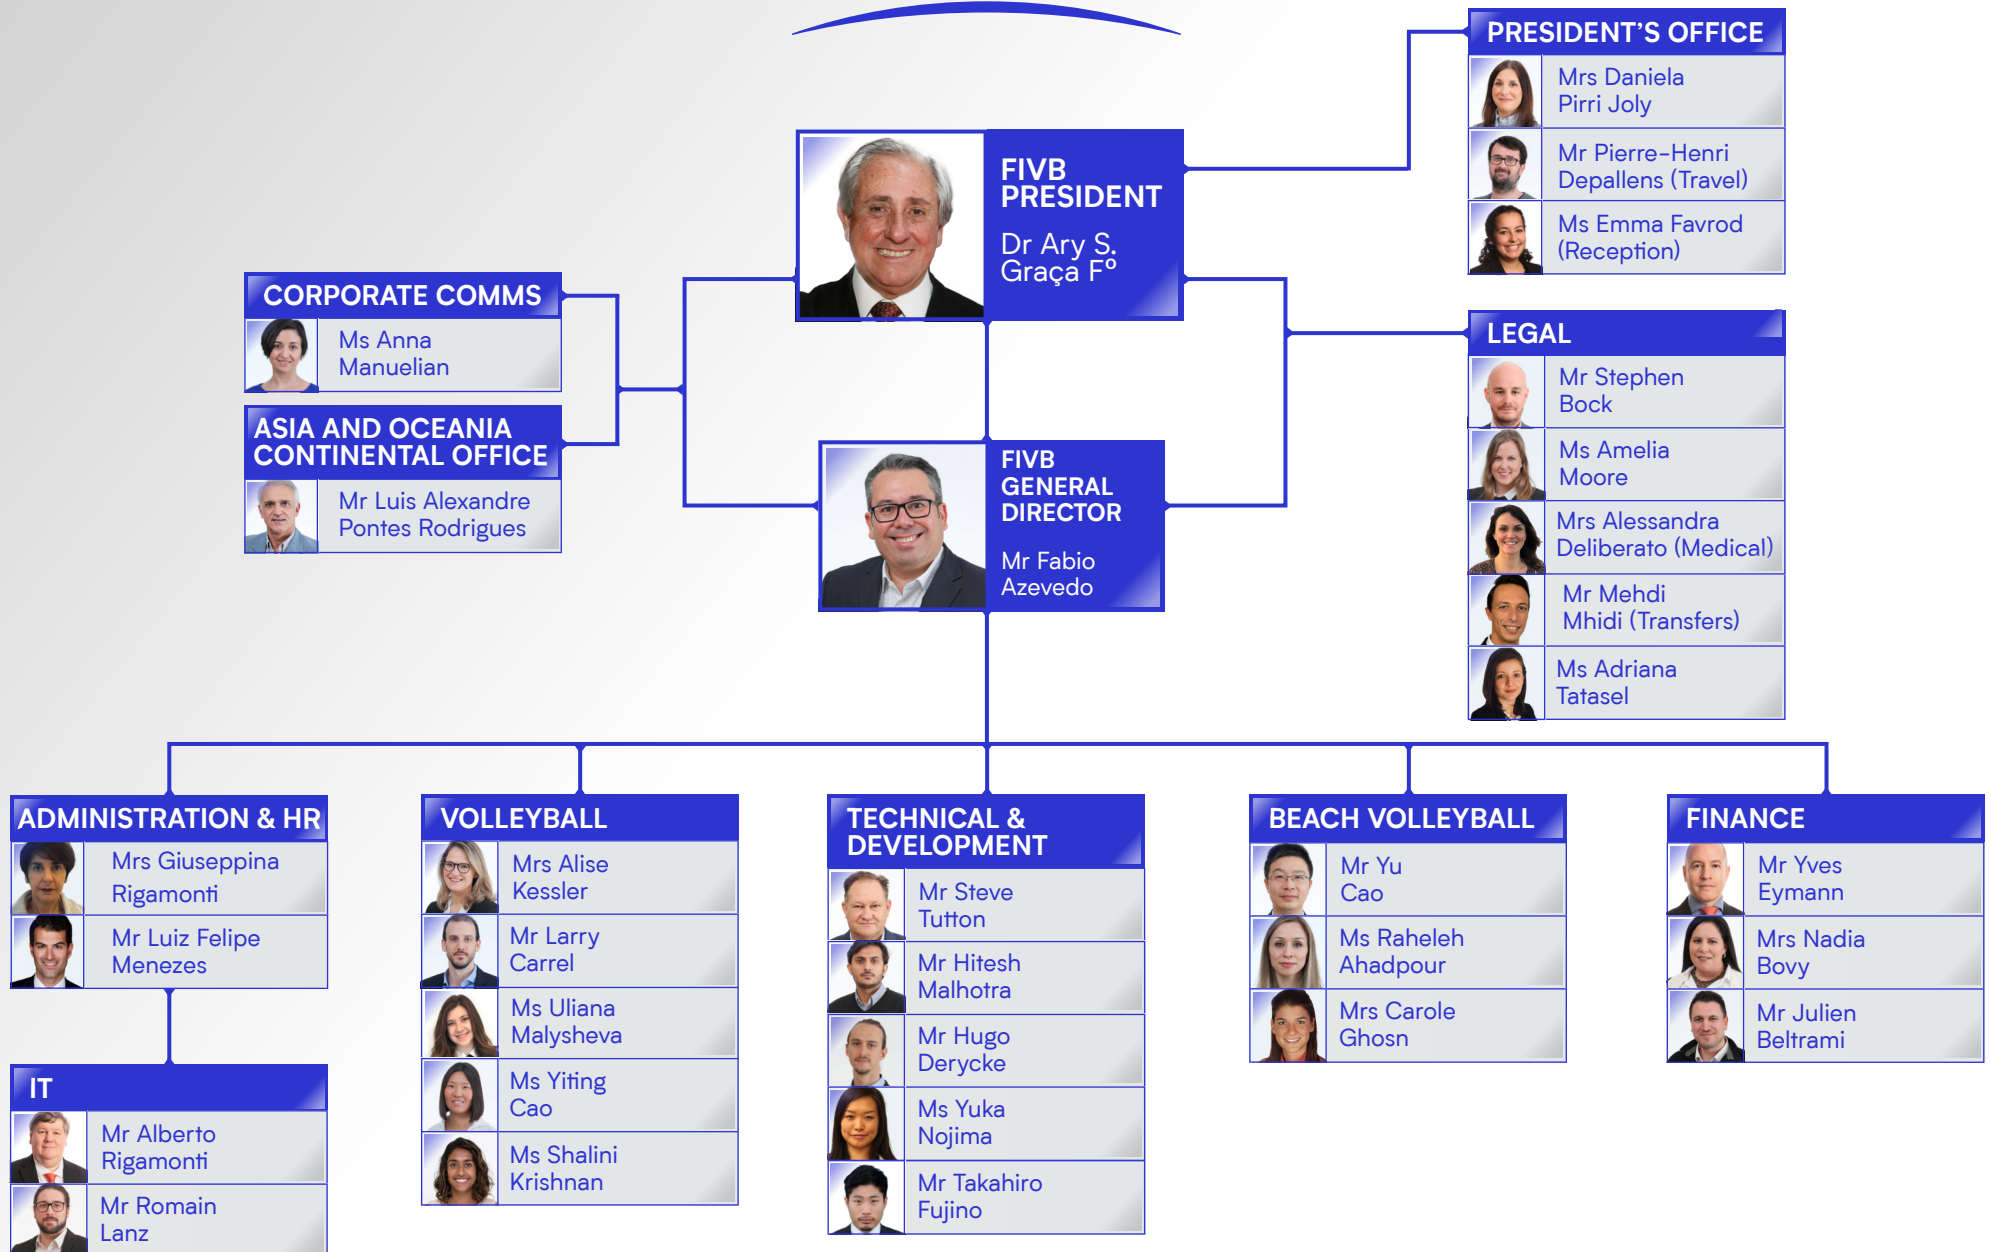 PRESIDENT'S OFFICE
Mrs Daniela
Pirri Joly
Mr Pierre-Henri
Depallens (Travel)
Ms Emma Favrod
(Reception)
FIVB
PRESIDENT
Dr Ary S.
Graça Fº
CORPORATE COMMS
Ms Anna
Manuelian
ASIA AND OCEANIA
CONTINENTAL OFFICE
Mr Luis Alexandre
Pontes Rodrigues
FIVB
GENERAL
DIRECTOR
Mr Fabio
Azevedo
LEGAL
Mr Stephen
Bock
Ms Amelia
Moore
Mrs Alessandra
Deliberato (Medical)
Mr Mehdi
Mhidi (Transfers)
Ms Adriana
Tatasel
ADMINISTRATION & HR
Mrs Giuseppina
Rigamonti
Mr Luiz Felipe
Menezes
IT
Mr Alberto
Rigamonti
Mr Romain
Lanz
VOLLEYBALL
Mrs Alise
Kessler
Mr Larry
Carrel
Ms Uliana
Malysheva
Ms Yiting
Cao
Ms Shalini
Krishnan
TECHNICAL &
DEVELOPMENT
Mr Steve
Tutton
Mr Hitesh
Malhotra
Mr Hugo
Derycke
Ms Yuka
Nojima
Mr Takahiro
Fujino
BEACH VOLLEYBALL
Mr Yu
Cao
Ms Raheleh
Ahadpour
Mrs Carole
Ghosn
FINANCE
Mr Yves
Eymann
Mrs Nadia
Bovy
Mr Julien
Beltrami